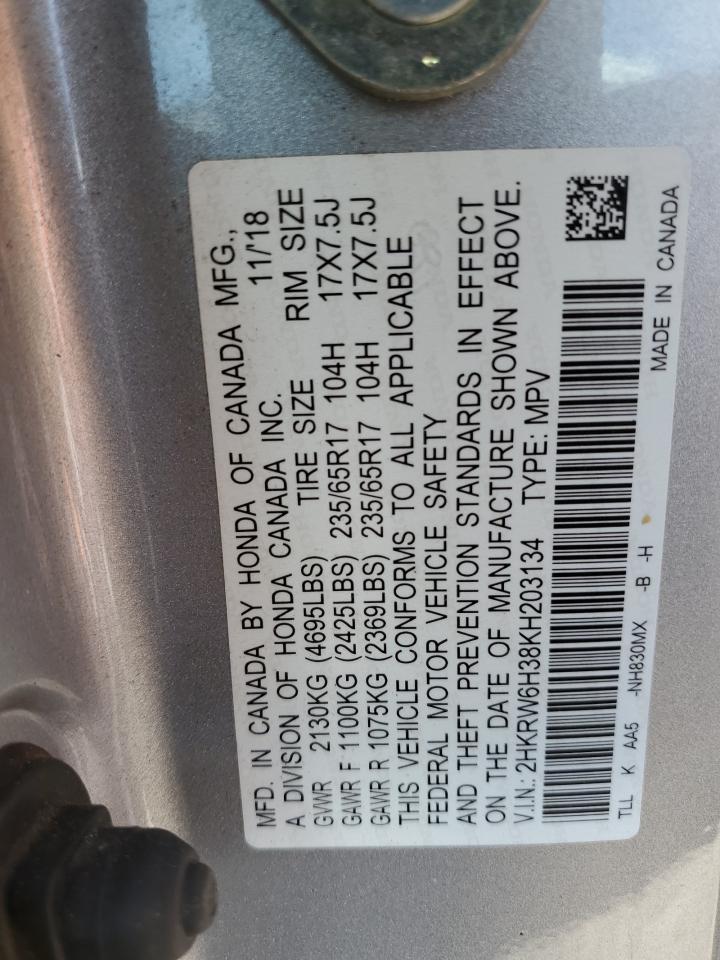 MFD. IN CANADA BY HONDA OF CANADA MFG.,
A DIVISION OF HONDA CANADA INC. 11/'18
GVWR 2130KG (4695LBS) TIRE SIZE RIM SIZE
GAWR F 1100KG (2425LBS) 235/65R17 104H 17X7.5J
GAWR R 1075KG (2369LBS) 235/65R17 104H 17X7.5J
THIS VEHICLE CONFORMS TO ALL APPLICABLE
FEDERAL MOTOR VEHICLE SAFETY
AND THEFT PREVENTION STANDARDS IN EFFECT
ON THE DATE OF MANUFACTURE SHOWN ABOVE.
V.I.N.: 2HKRW6H38KH203134 TYPE: MPV
TLL K AA5 -NH830MX -B -H MADE IN CANADA